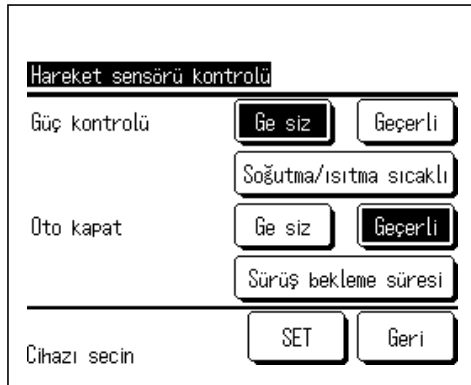 Hareket sensörü kontrolü
Güç kontrolü Ge siz Geçerli
Soğutma/ısıtma sıcaklı
Oto kapat Ge siz Geçerli
Sürüş bekleme süresi
SET Geri
Cihazı secin